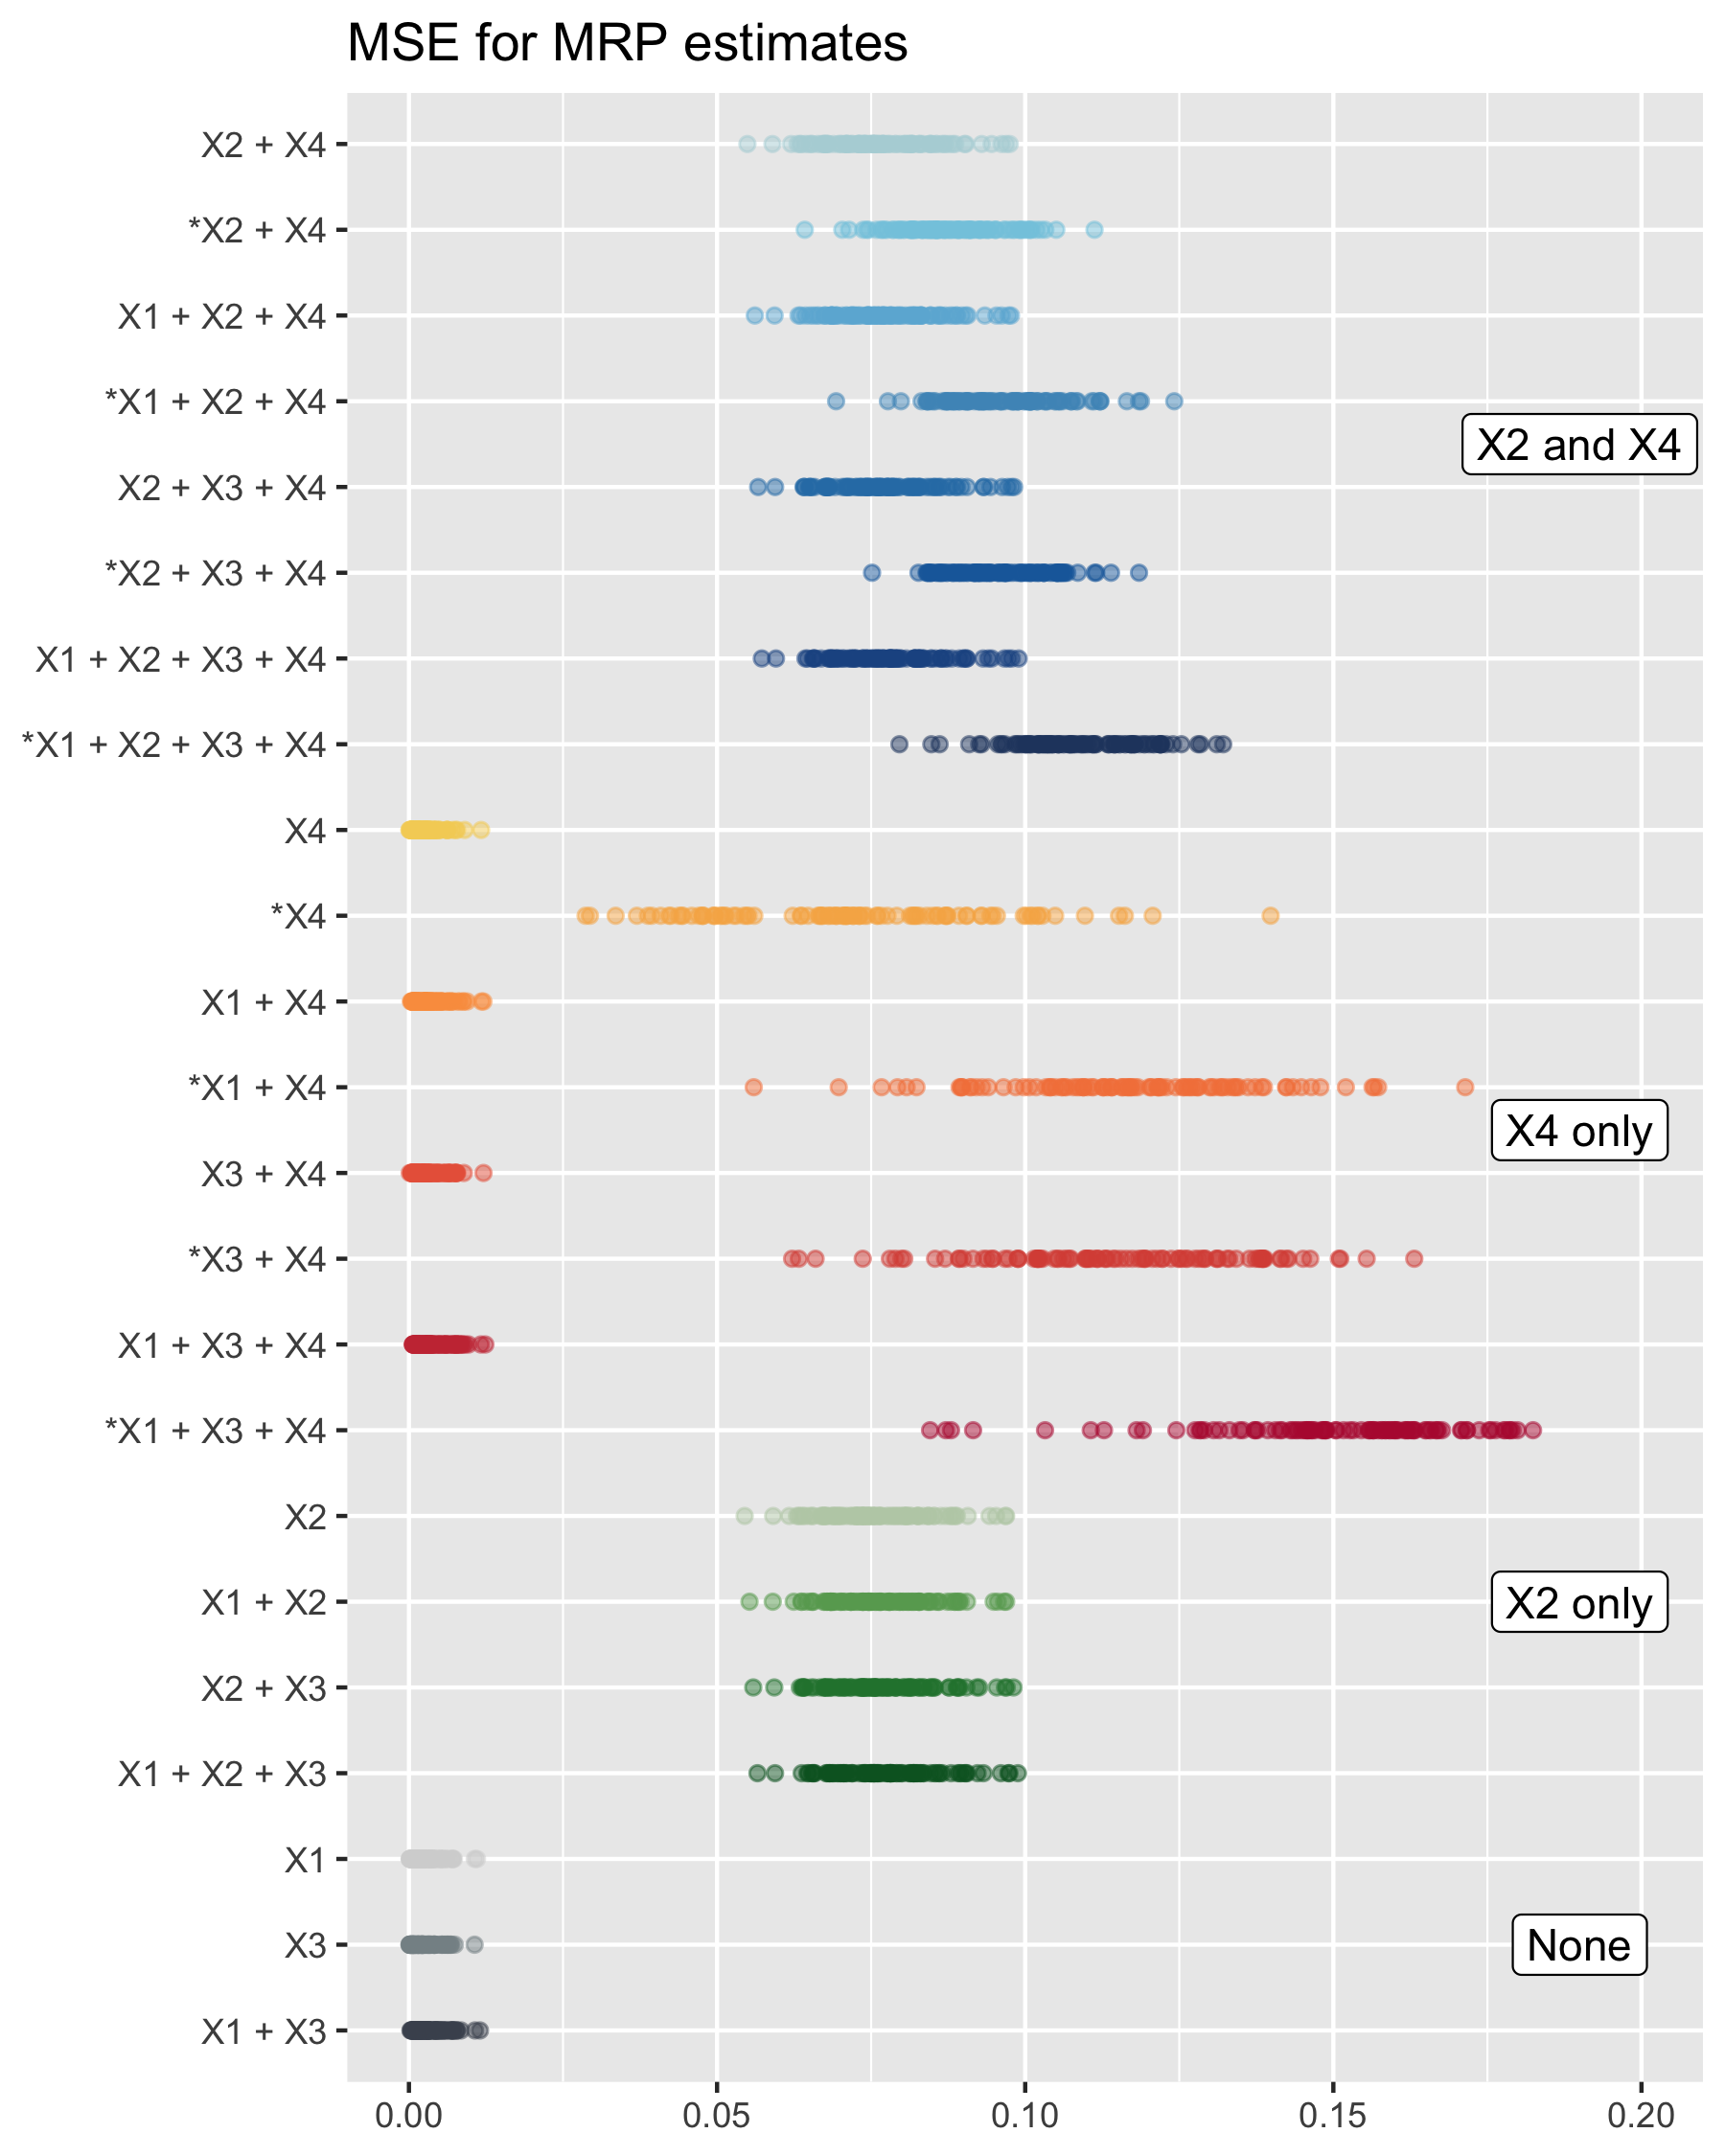 MSE for MRP estimates
X2 + X4
*X2 + X4
X1 + X2 + X4
*X1 + X2 + X4
X2 and X4
X2 + X3 + X4
*X2 + X3 + X4
X1 + X2 + X3 + X4
*X1 + X2 + X3 + X4
X4
*X4
X1 + X4
*X1 + X4
X4 only
X3 + X4
*X3 + X4
X1 + X3 + X4
*X1 + X3 + X4
X2
X1 + X2
X2 only
X2 + X3
X1 + X2 + X3
X1
X3
None
X1 + X3
0.00 0.05 0.10 0.15 0.20